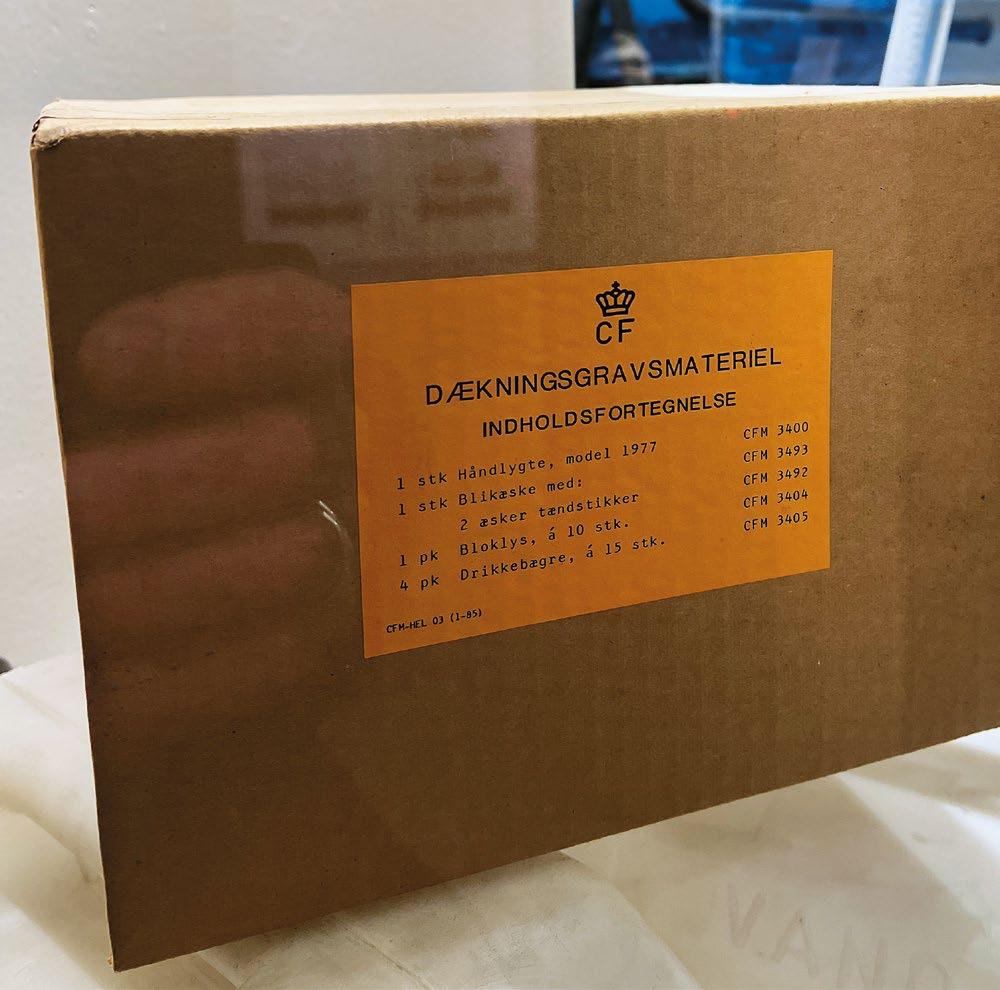 CF
DÆKNINGSGRAVSMATERIEL
INDHOLDSFORTEGNELSE
1 stk Håndlygte, model 1977 CFM 3400
1 stk Blikæske med: CFM 3493
2 æsker tændstikker CFM 3492
1 pk Bloklys, á 10 stk. CFM 3404
4 pk Drikkebægre, á 15 stk. CFM 3405
CFM-HEL 03 (1-85)
VAND